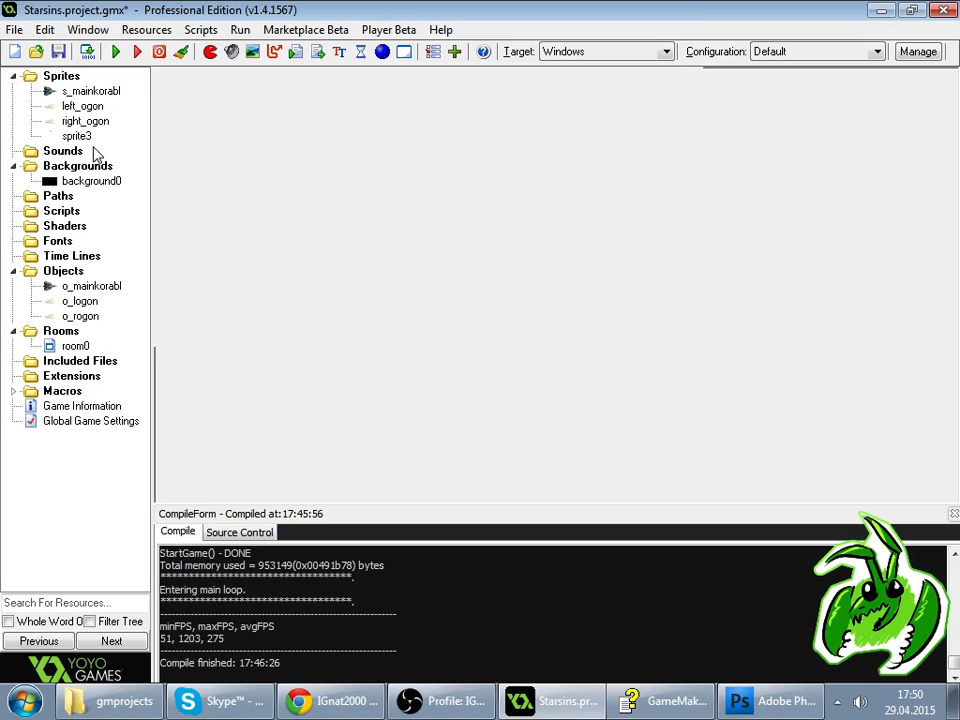 Starsins.project.gmx* - Professional Edition (v1.4.1567)
File Edit Window Resources Scripts Run Marketplace Beta Player Beta Help
Target: Windows Configuration: Default Manage
Sprites
s_mainkorabl
left_ogon
right_ogon
sprite3
Sounds
Backgrounds
background0
Paths
Scripts
Shaders
Fonts
Time Lines
Objects
o_mainkorabl
o_logon
o_rogon
Rooms
room0
Included Files
Extensions
Macros
Game Information
Global Game Settings
CompileForm - Compiled at:17:45:56
Compile Source Control
StartGame() - DONE
Total memory used = 953149(0x00491b78) bytes
***********************************.
Entering main loop.
***********************************.
minFPS, maxFPS, avgFPS
51, 1203, 275
Compile finished: 17:46:26
Search For Resources...
Whole Word O Filter Tree
Previous Next
YOYO
GAMES
gmprojects Skype™ - ... IGnat2000 ... Profile: IG... Starsins.pr... GameMak... Ps Adobe Ph...
17:50
29.04.2015